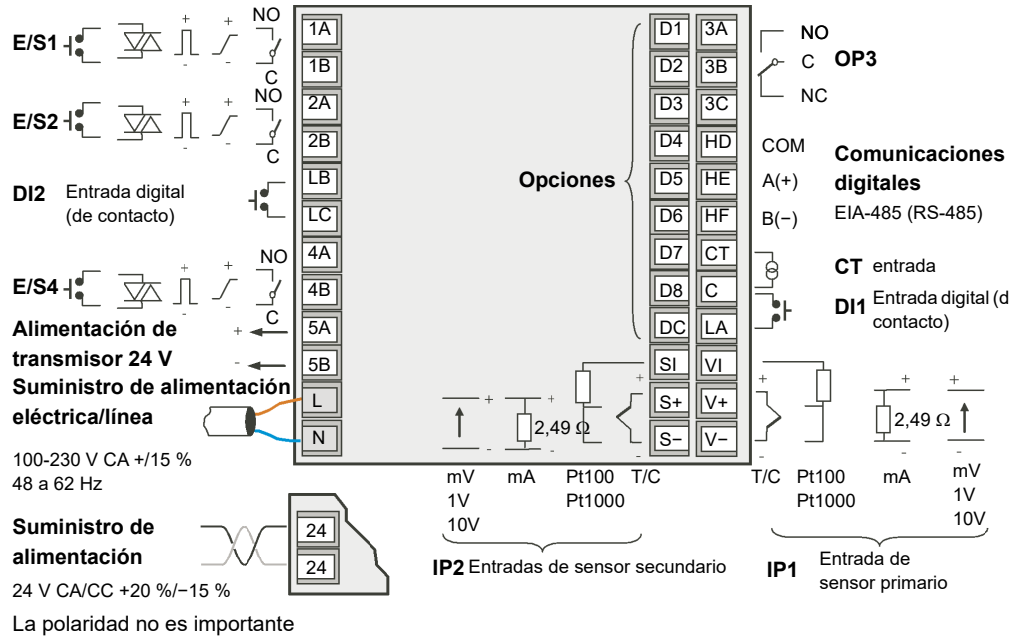 E/S1
+
+
NO
C
1A
1B
E/S2
+
-
+
-
NO
C
2A
2B
DI2 Entrada digital
(de contacto)
LB
LC
E/S4
+
-
+
-
NO
C
4A
4B
Alimentación de
transmisor 24 V
+
-
5A
5B
Suministro de alimentación
eléctrica/línea
L
N
100-230 V CA +/15 %
48 a 62 Hz
Suministro de
alimentación
24
24
24 V CA/CC +20 %/−15 %
La polaridad no es importante
Opciones
D1
D2
D3
D4
D5
D6
D7
D8
DC
SI
S+
S−
3A
3B
3C
HD
HE
HF
CT
C
LA
VI
V+
V−
NO
C
NC
OP3
COM
A(+)
B(−)
Comunicaciones
digitales
EIA-485 (RS-485)
CT entrada
DI1 Entrada digital (d
contacto)
+
-
+
-
2,49 Ω
+
-
mV
1V
10V
mA
Pt100
Pt1000
T/C
IP2 Entradas de sensor secundario
+
-
+
-
2,49 Ω
+
-
T/C
Pt100
Pt1000
mA
mV
1V
10V
IP1 Entrada de
sensor primario